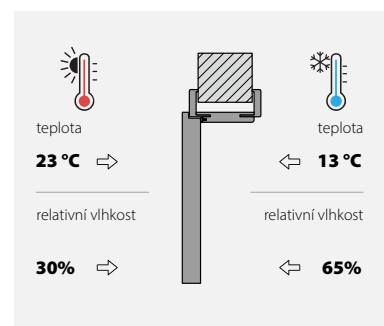 teplota
teplota
23 °C
13 °C
relativní vlhkost
relativní vlhkost
30%
65%